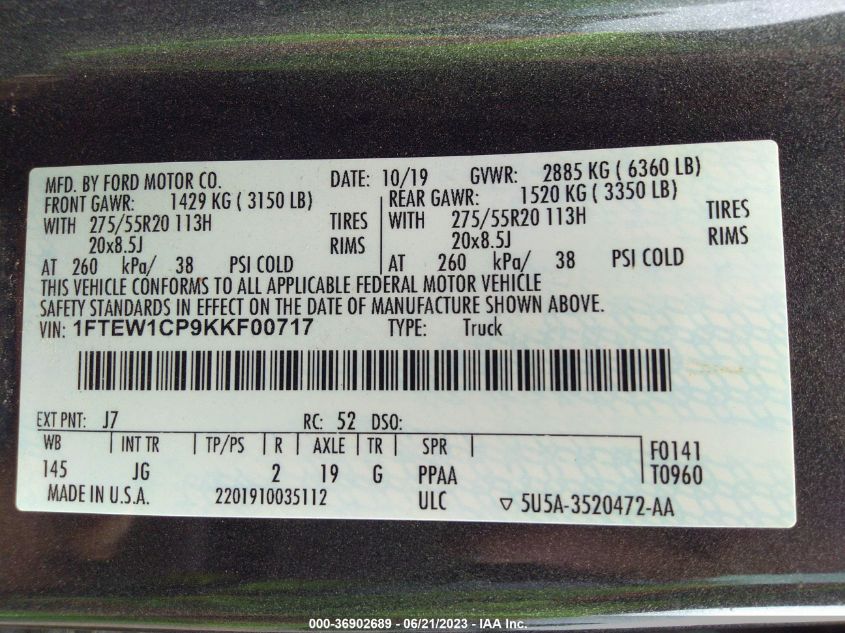 MFD. BY FORD MOTOR CO. DATE: 10/19 GVWR: 2885 KG ( 6360 LB)
FRONT GAWR: 1429 KG ( 3150 LB) REAR GAWR: 1520 KG ( 3350 LB)
WITH 275/55R20 113H TIRES WITH 275/55R20 113H TIRES
20x8.5J RIMS 20x8.5J RIMS
AT 260 kPa/ 38 PSI COLD AT 260 kPa/ 38 PSI COLD
THIS VEHICLE CONFORMS TO ALL APPLICABLE FEDERAL MOTOR VEHICLE
SAFETY STANDARDS IN EFFECT ON THE DATE OF MANUFACTURE SHOWN ABOVE.
VIN: 1FTEW1CP9KKF00717 TYPE: Truck
EXT PNT: J7 RC: 52 DSO:
WB INT TR TP/PS R AXLE TR SPR F0141
145 JG 2 19 G PPAA T0960
MADE IN U.S.A. 2201910035112 ULC ▽ 5U5A-3520472-AA
000-36902689 - 06/21/2023 - IAA Inc.